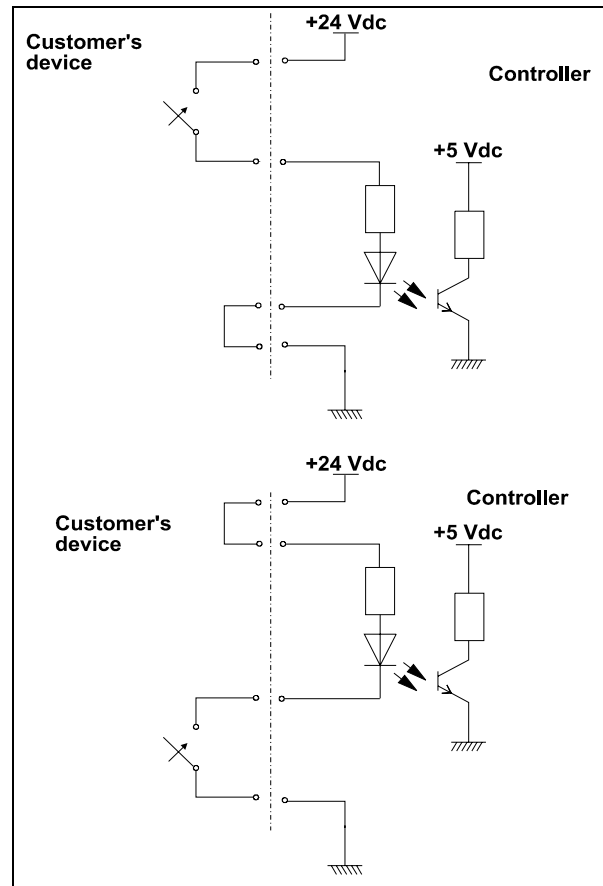 +24 Vdc
Customer's
device
Controller
+5 Vdc
+24 Vdc
Controller
Customer's
device
+5 Vdc